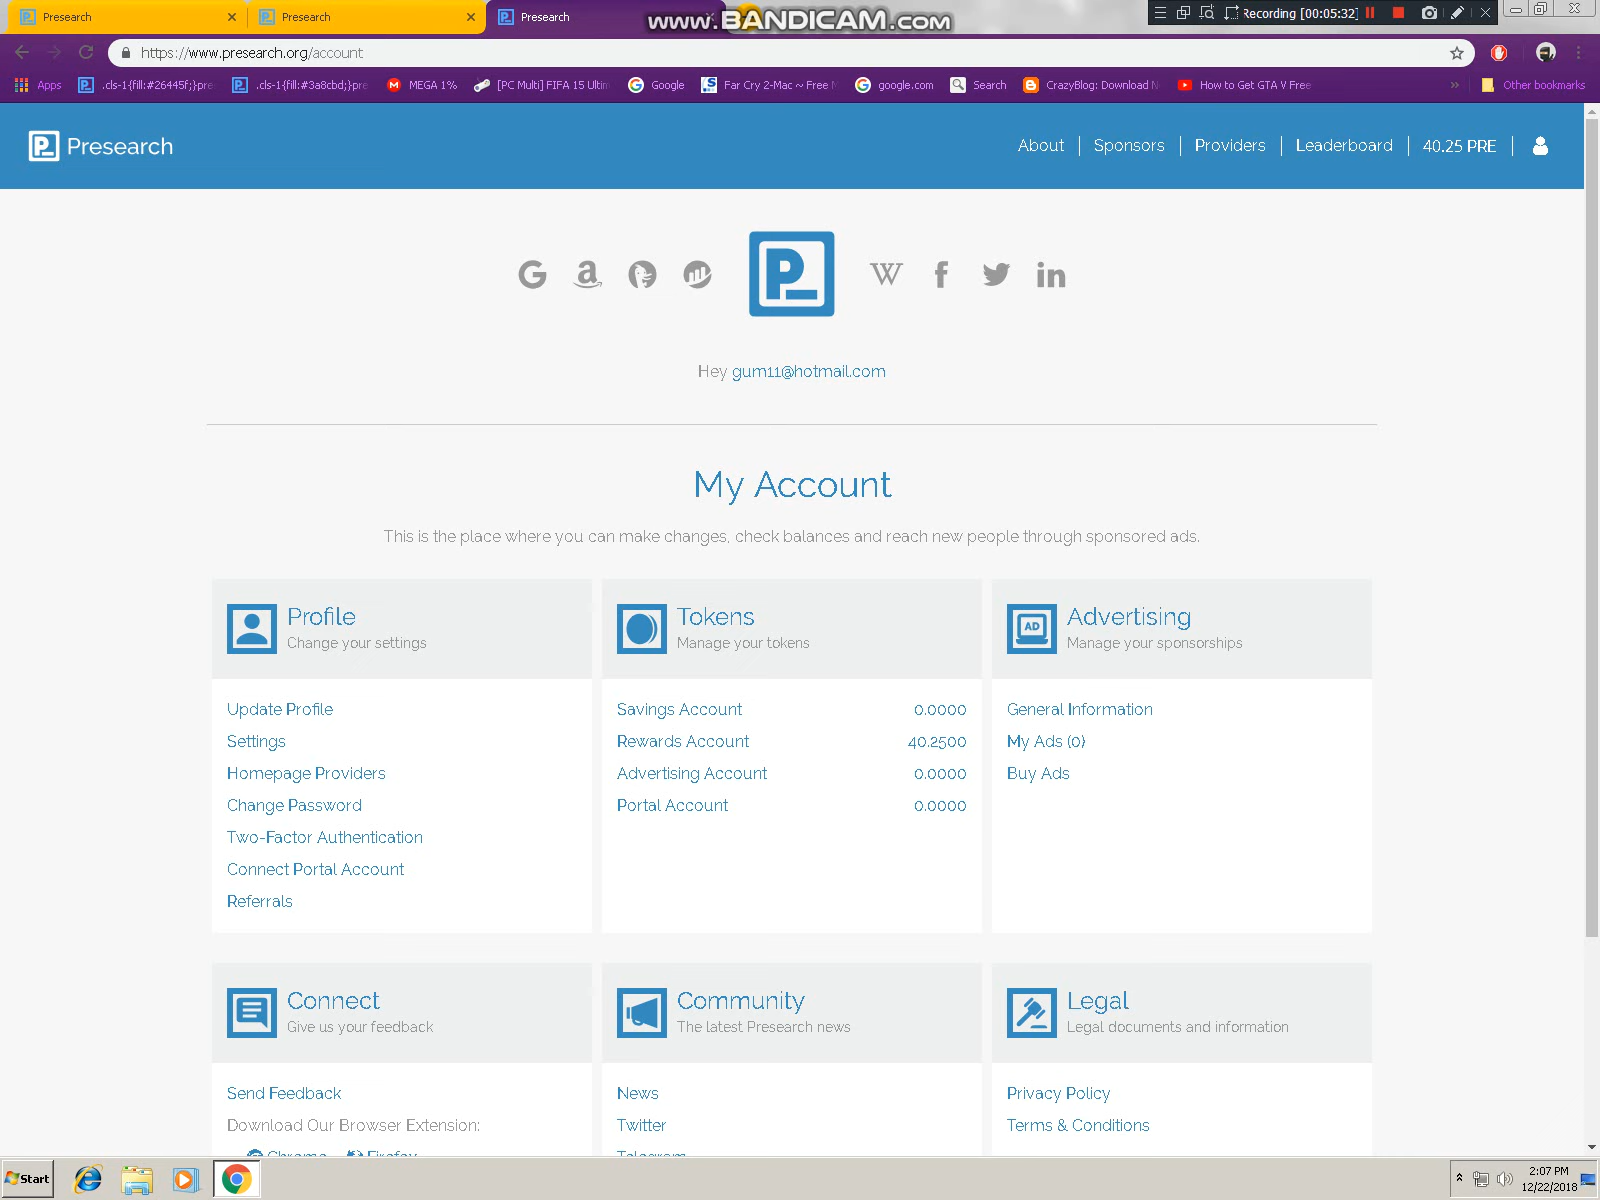 Presearch
Presearch
Presearch
www.BANDICAM.com
Recording [00:05:32]
https://www.presearch.org/account
Apps
.cls-1{fill:#26445f;}pre
.cls-1{fill:#3a8cbd;}pre
MEGA 1%
[PC Multi] FIFA 15 Ultim
Google
Far Cry 2-Mac ~ Free
google.com
Search
CrazyBlog: Download
How to Get GTA V Free
»
Other bookmarks
Presearch
About
Sponsors
Providers
Leaderboard
40.25 PRE
Hey gum11@hotmail.com
My Account
This is the place where you can make changes, check balances and reach new people through sponsored ads.
Profile
Change your settings
Update Profile
Settings
Homepage Providers
Change Password
Two-Factor Authentication
Connect Portal Account
Referrals
Tokens
Manage your tokens
Savings Account 0.0000
Rewards Account 40.2500
Advertising Account 0.0000
Portal Account 0.0000
AD
Advertising
Manage your sponsorships
General Information
My Ads (0)
Buy Ads
Connect
Give us your feedback
Send Feedback
Download Our Browser Extension:
Chrome Firefox
Community
The latest Presearch news
News
Twitter
Telegram
Legal
Legal documents and information
Privacy Policy
Terms & Conditions
Start
2:07 PM
12/22/2018